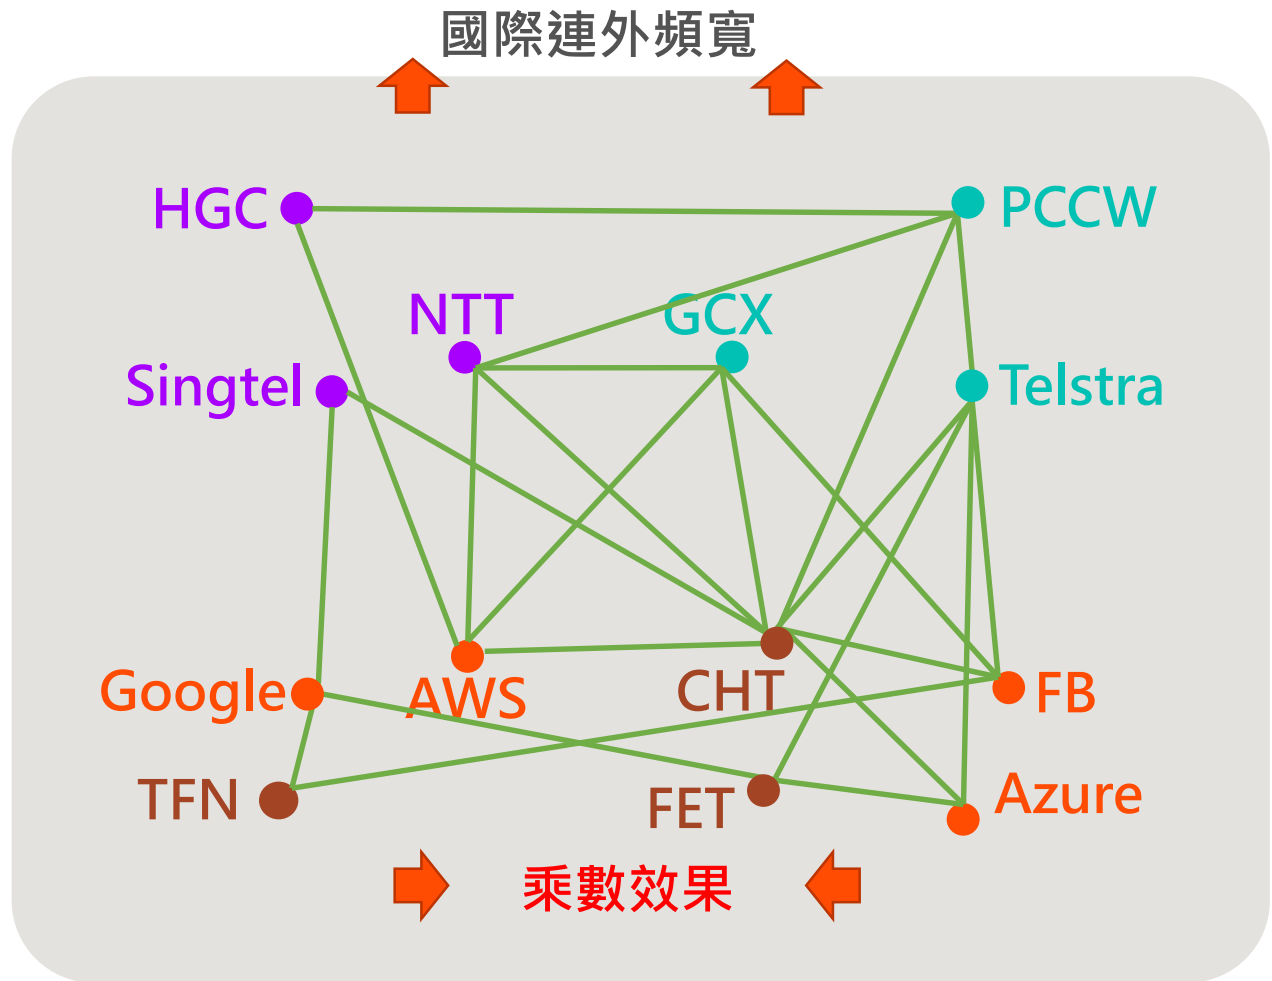 國際連外頻寬
HGC
PCCW
NTT
GCX
Singtel
Telstra
Google
AWS
CHT
FB
TFN
FET
Azure
乘數效果